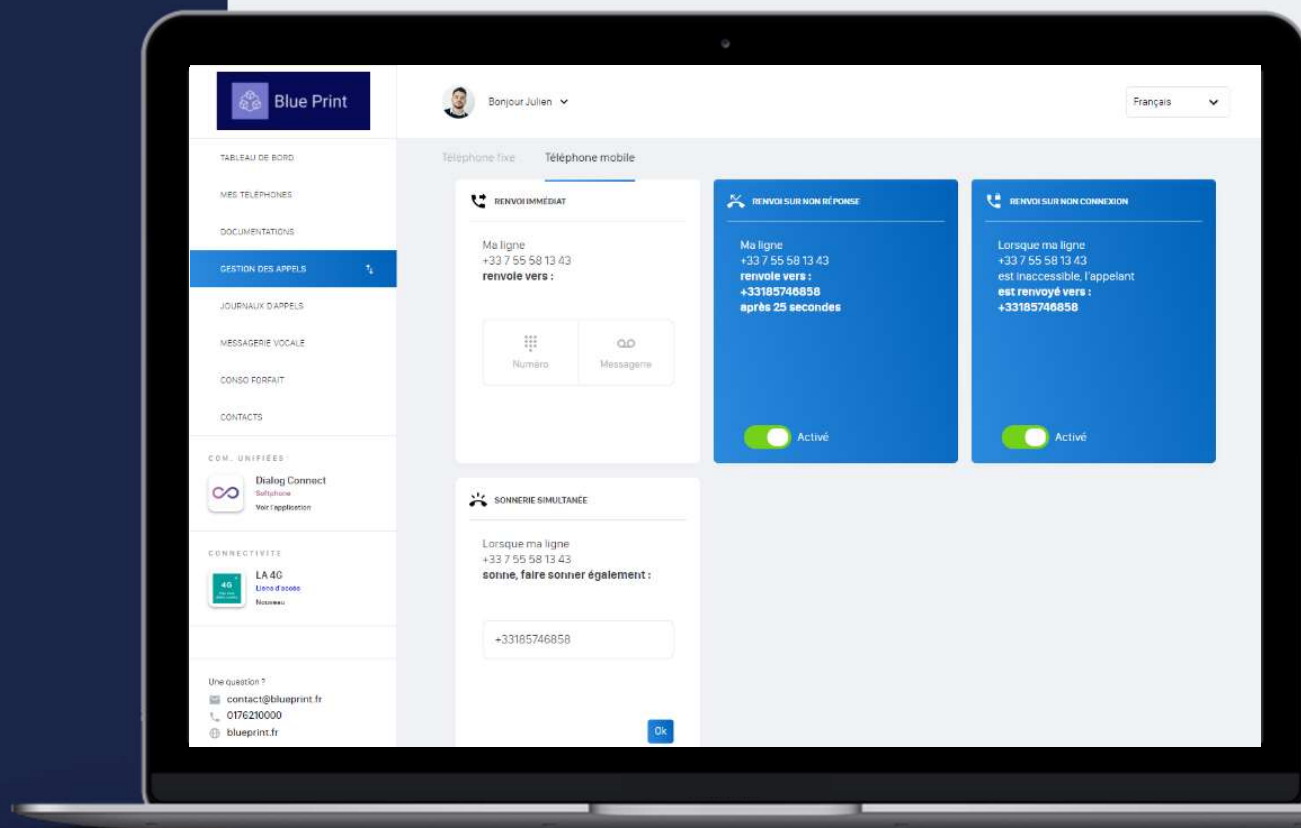 Blue Print
Bonjour Julien
Français
TABLEAU DE BORD
MES TÉLÉPHONES
DOCUMENTATIONS
GESTION DES APPELS
JOURNAUX D'APPELS
MESSAGERIE VOCALE
CONSO FORFAIT
CONTACTS
COM. UNIFIÉES
Dialog Connect
Softphone
Voir l'application
CONNECTIVITÉ
4G
LA 4G
Liens d'accès
Nouveau
Une question ?
contact@blueprint.fr
0176210000
blueprint.fr
Téléphone fixe
Téléphone mobile
RENVOI IMMÉDIAT
Ma ligne
+33 7 55 58 13 43
renvoie vers :
Numéro
Messagerie
RENVOI SUR NON RÉPONSE
Ma ligne
+33 7 55 58 13 43
renvoie vers :
+33185746858
après 25 secondes
Activé
RENVOI SUR NON CONNEXION
Lorsque ma ligne
+33 7 55 58 13 43
est inaccessible, l'appelant
est renvoyé vers :
+33185746858
Activé
SONNERIE SIMULTANÉE
Lorsque ma ligne
+33 7 55 58 13 43
sonne, faire sonner également :
+33185746858
Ok